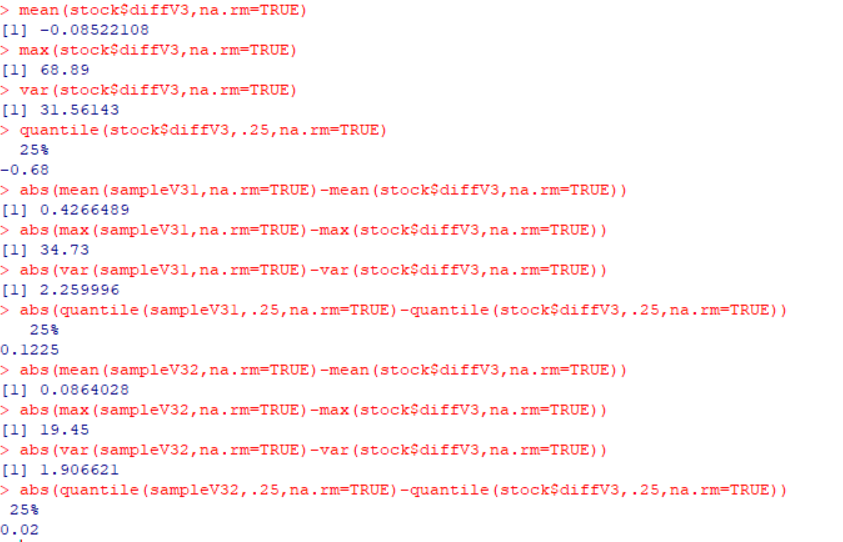 > mean(stock$diffV3,na.rm=TRUE)
[1] -0.08522108
> max(stock$diffV3,na.rm=TRUE)
[1] 68.89
> var(stock$diffV3,na.rm=TRUE)
[1] 31.56143
> quantile(stock$diffV3,.25,na.rm=TRUE)
  25%
-0.68
> abs(mean(sampleV31,na.rm=TRUE)-mean(stock$diffV3,na.rm=TRUE))
[1] 0.4266489
> abs(max(sampleV31,na.rm=TRUE)-max(stock$diffV3,na.rm=TRUE))
[1] 34.73
> abs(var(sampleV31,na.rm=TRUE)-var(stock$diffV3,na.rm=TRUE))
[1] 2.259996
> abs(quantile(sampleV31,.25,na.rm=TRUE)-quantile(stock$diffV3,.25,na.rm=TRUE))
   25%
0.1225
> abs(mean(sampleV32,na.rm=TRUE)-mean(stock$diffV3,na.rm=TRUE))
[1] 0.0864028
> abs(max(sampleV32,na.rm=TRUE)-max(stock$diffV3,na.rm=TRUE))
[1] 19.45
> abs(var(sampleV32,na.rm=TRUE)-var(stock$diffV3,na.rm=TRUE))
[1] 1.906621
> abs(quantile(sampleV32,.25,na.rm=TRUE)-quantile(stock$diffV3,.25,na.rm=TRUE))
 25%
0.02